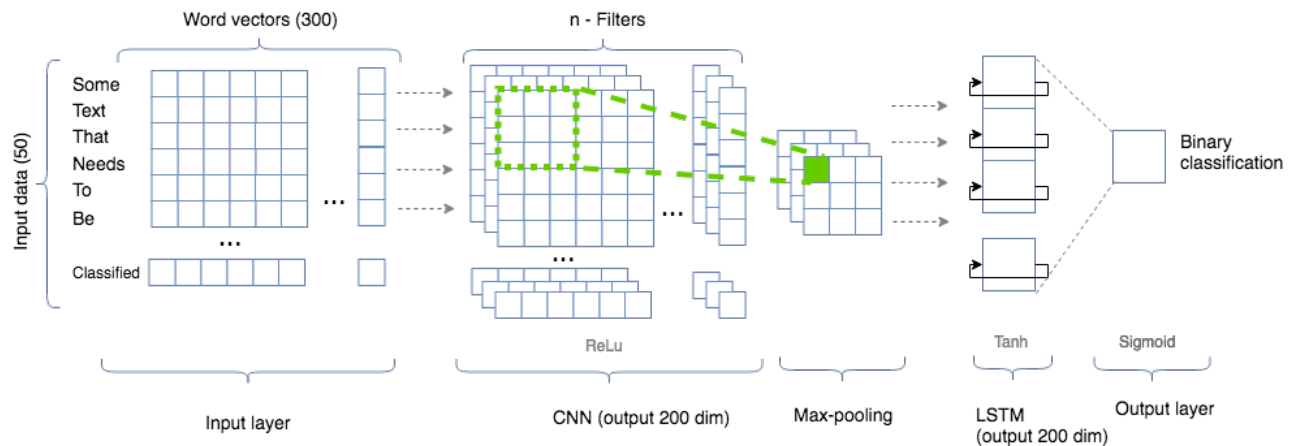 Word vectors (300)
n - Filters
Input data (50)
Some
Text
That
Needs
To
Be
...
...
Classified
...
...
Binary
classification
ReLu
Tanh
Sigmoid
Input layer
CNN (output 200 dim)
Max-pooling
LSTM
(output 200 dim)
Output layer